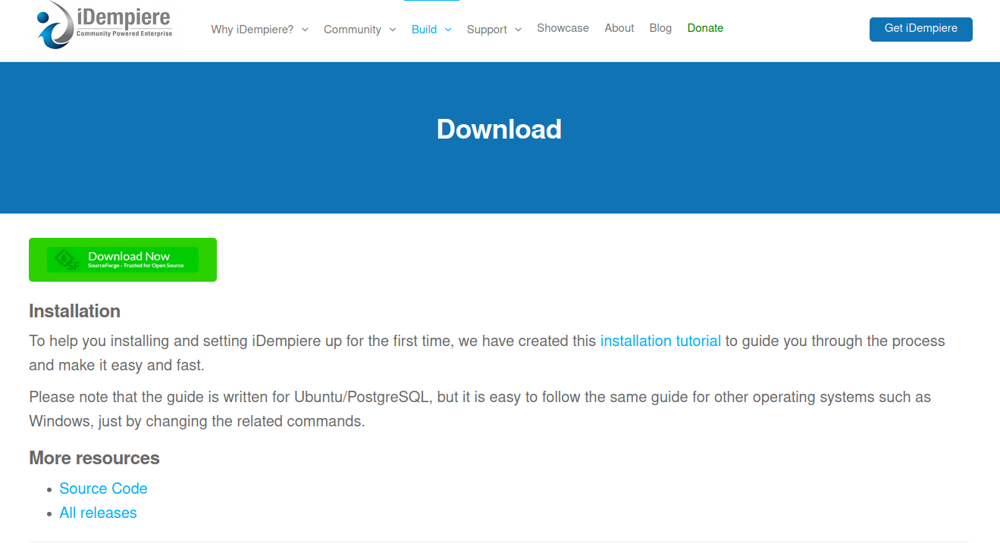 iDempiere
Community Powered Enterprise
Why iDempiere? Community Build Support Showcase About Blog Donate Get iDempiere
Download
Download Now
SF
SourceForge - Trusted for Open Source
Installation
To help you installing and setting iDempiere up for the first time, we have created this installation tutorial to guide you through the process
and make it easy and fast.
Please note that the guide is written for Ubuntu/PostgreSQL, but it is easy to follow the same guide for other operating systems such as
Windows, just by changing the related commands.
More resources
• Source Code
• All releases